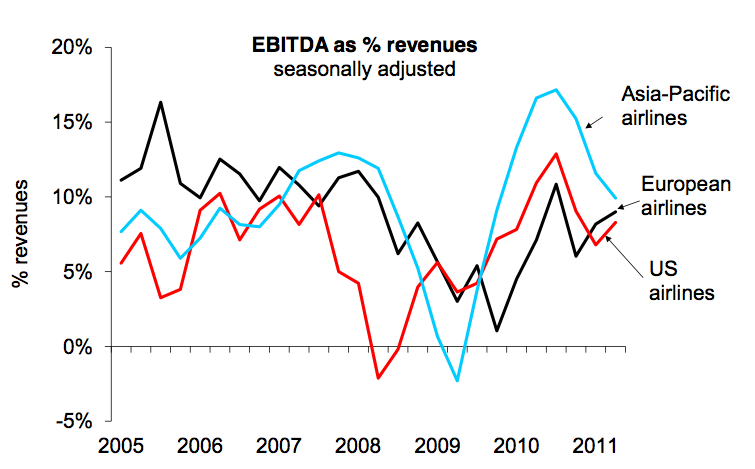 EBITDA as % revenues
seasonally adjusted
% revenues
20%
15%
10%
5%
0%
-5%
2005 2006 2007 2008 2009 2010 2011
Asia-Pacific
airlines
European
airlines
US
airlines